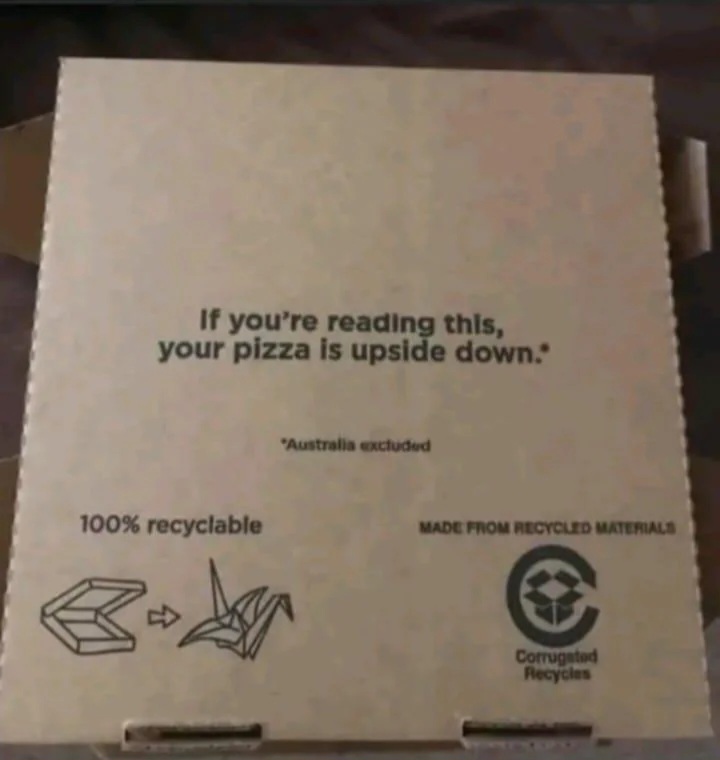 If you're reading this,
your pizza is upside down.*
*Australia excluded
100% recyclable
MADE FROM RECYCLED MATERIALS
Corrugated
Recycles